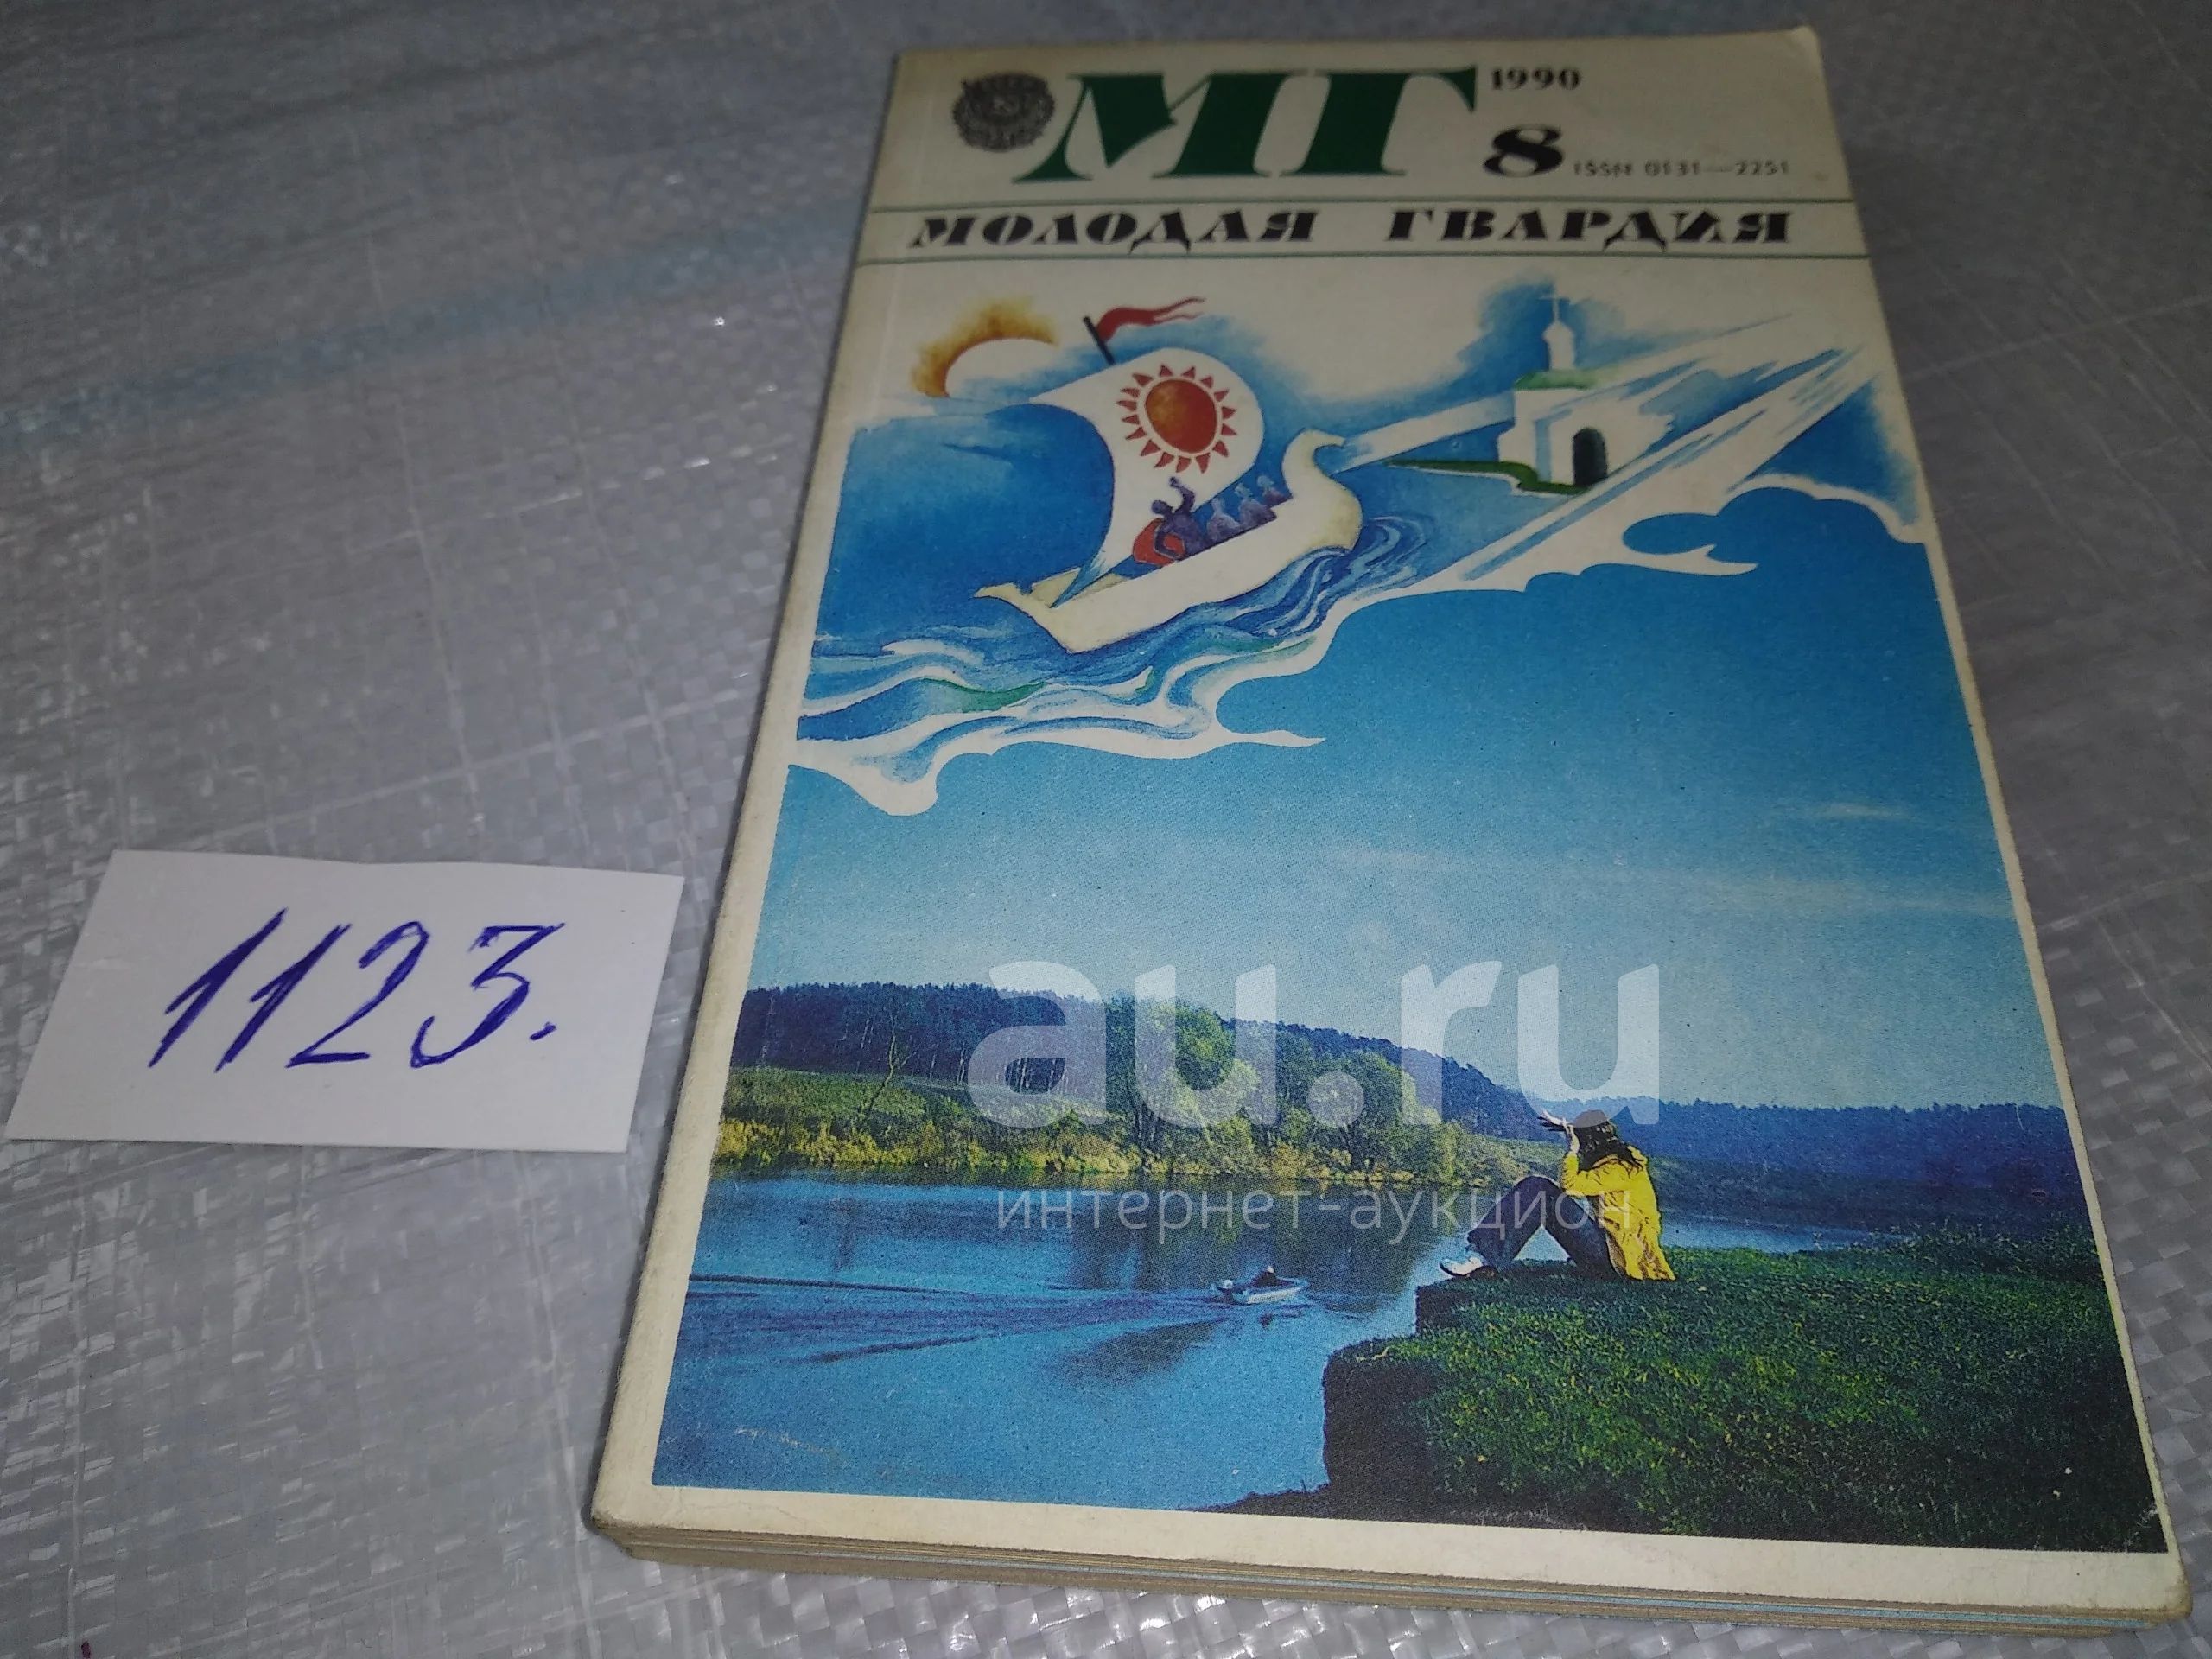 МГ 1990
8 ISSN 0131—2251
МОЛОДАЯ ГВАРДИЯ
1123.
au.ru
интернет-аукцион